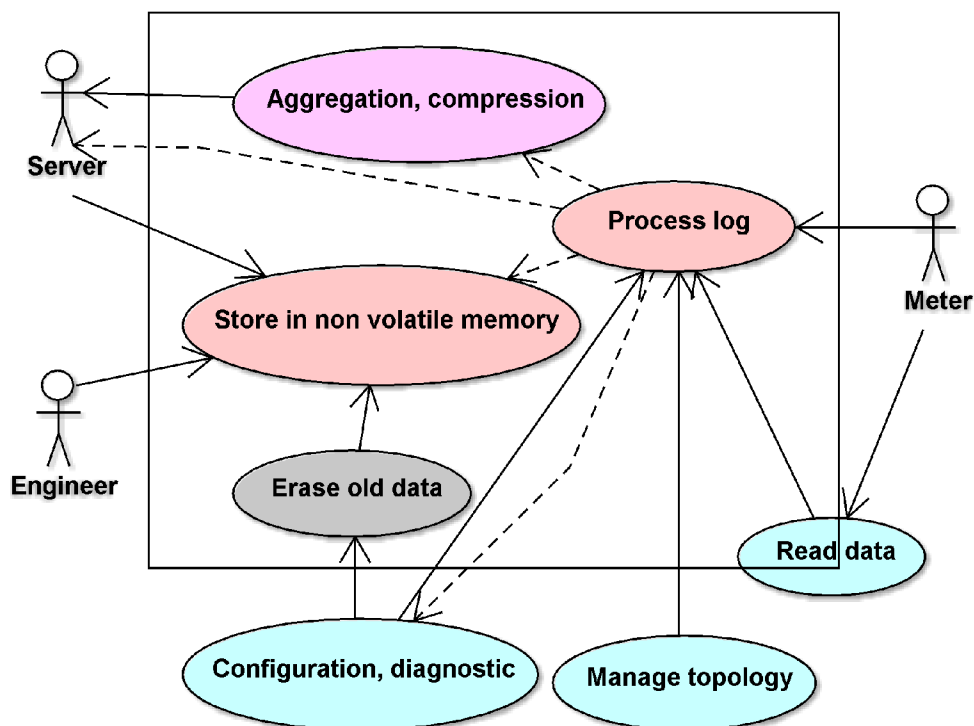 Aggregation, compression
Server
Process log
Meter
Store in non volatile memory
Engineer
Erase old data
Read data
Configuration, diagnostic
Manage topology